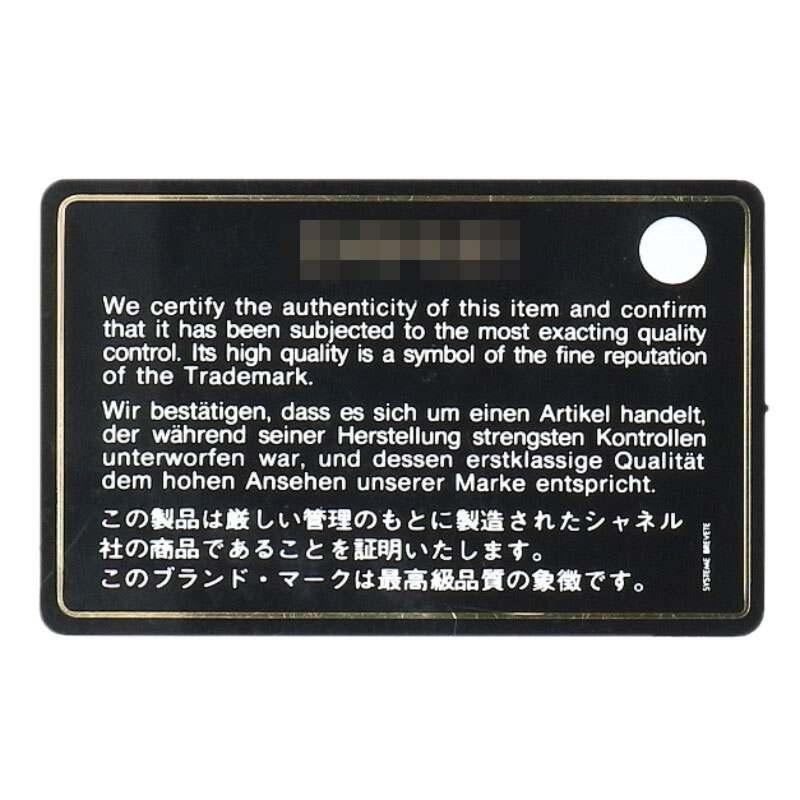 We certify the authenticity of this item and confirm
that it has been subjected to the most exacting quality
control. Its high quality is a symbol of the fine reputation
of the Trademark.
Wir bestätigen, dass es sich um einen Artikel handelt,
der während seiner Herstellung strengsten Kontrollen
unterworfen war, und dessen erstklassige Qualität
dem hohen Ansehen unserer Marke entspricht.
この製品は厳しい管理のもとに製造されたシャネル
社の商品であることを証明いたします。
このブランド・マークは最高級品質の象徴です。
SYSTEME BREVETE